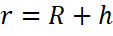 r = R + h